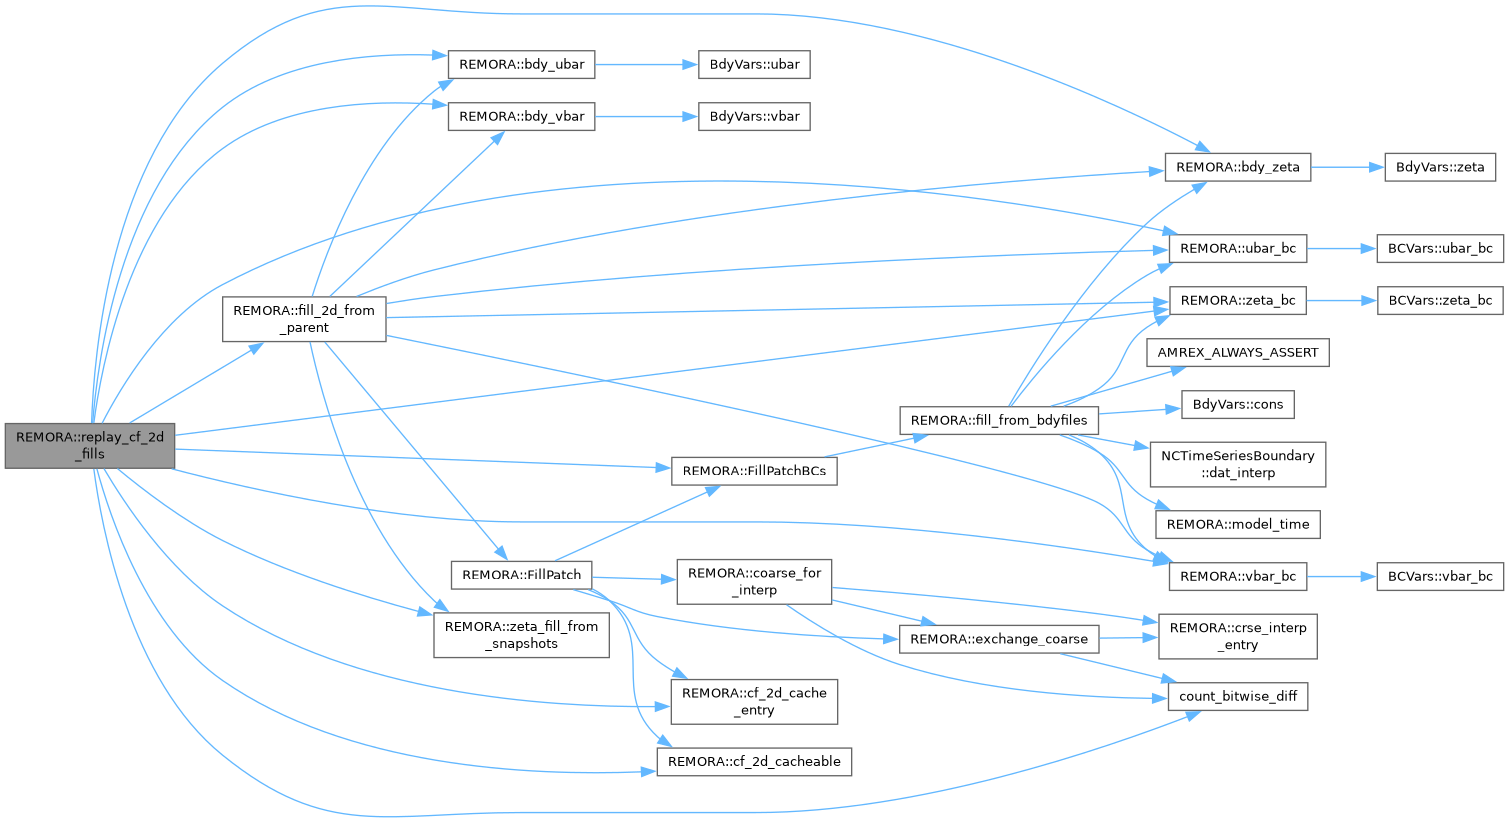 REMORA::replay_cf_2d
_fills
REMORA::fill_2d_from
_parent
REMORA::bdy_ubar
REMORA::bdy_vbar
REMORA::FillPatch
REMORA::zeta_fill_from
_snapshots
BdyVars::ubar
BdyVars::vbar
REMORA::FillPatchBCs
REMORA::coarse_for
_interp
REMORA::cf_2d_cache
_entry
REMORA::cf_2d_cacheable
REMORA::fill_from_bdyfiles
REMORA::exchange_coarse
REMORA::bdy_zeta
REMORA::ubar_bc
REMORA::zeta_bc
AMREX_ALWAYS_ASSERT
BdyVars::cons
NCTimeSeriesBoundary
::dat_interp
REMORA::model_time
REMORA::vbar_bc
REMORA::crse_interp
_entry
count_bitwise_diff
BdyVars::zeta
BCVars::ubar_bc
BCVars::zeta_bc
BCVars::vbar_bc